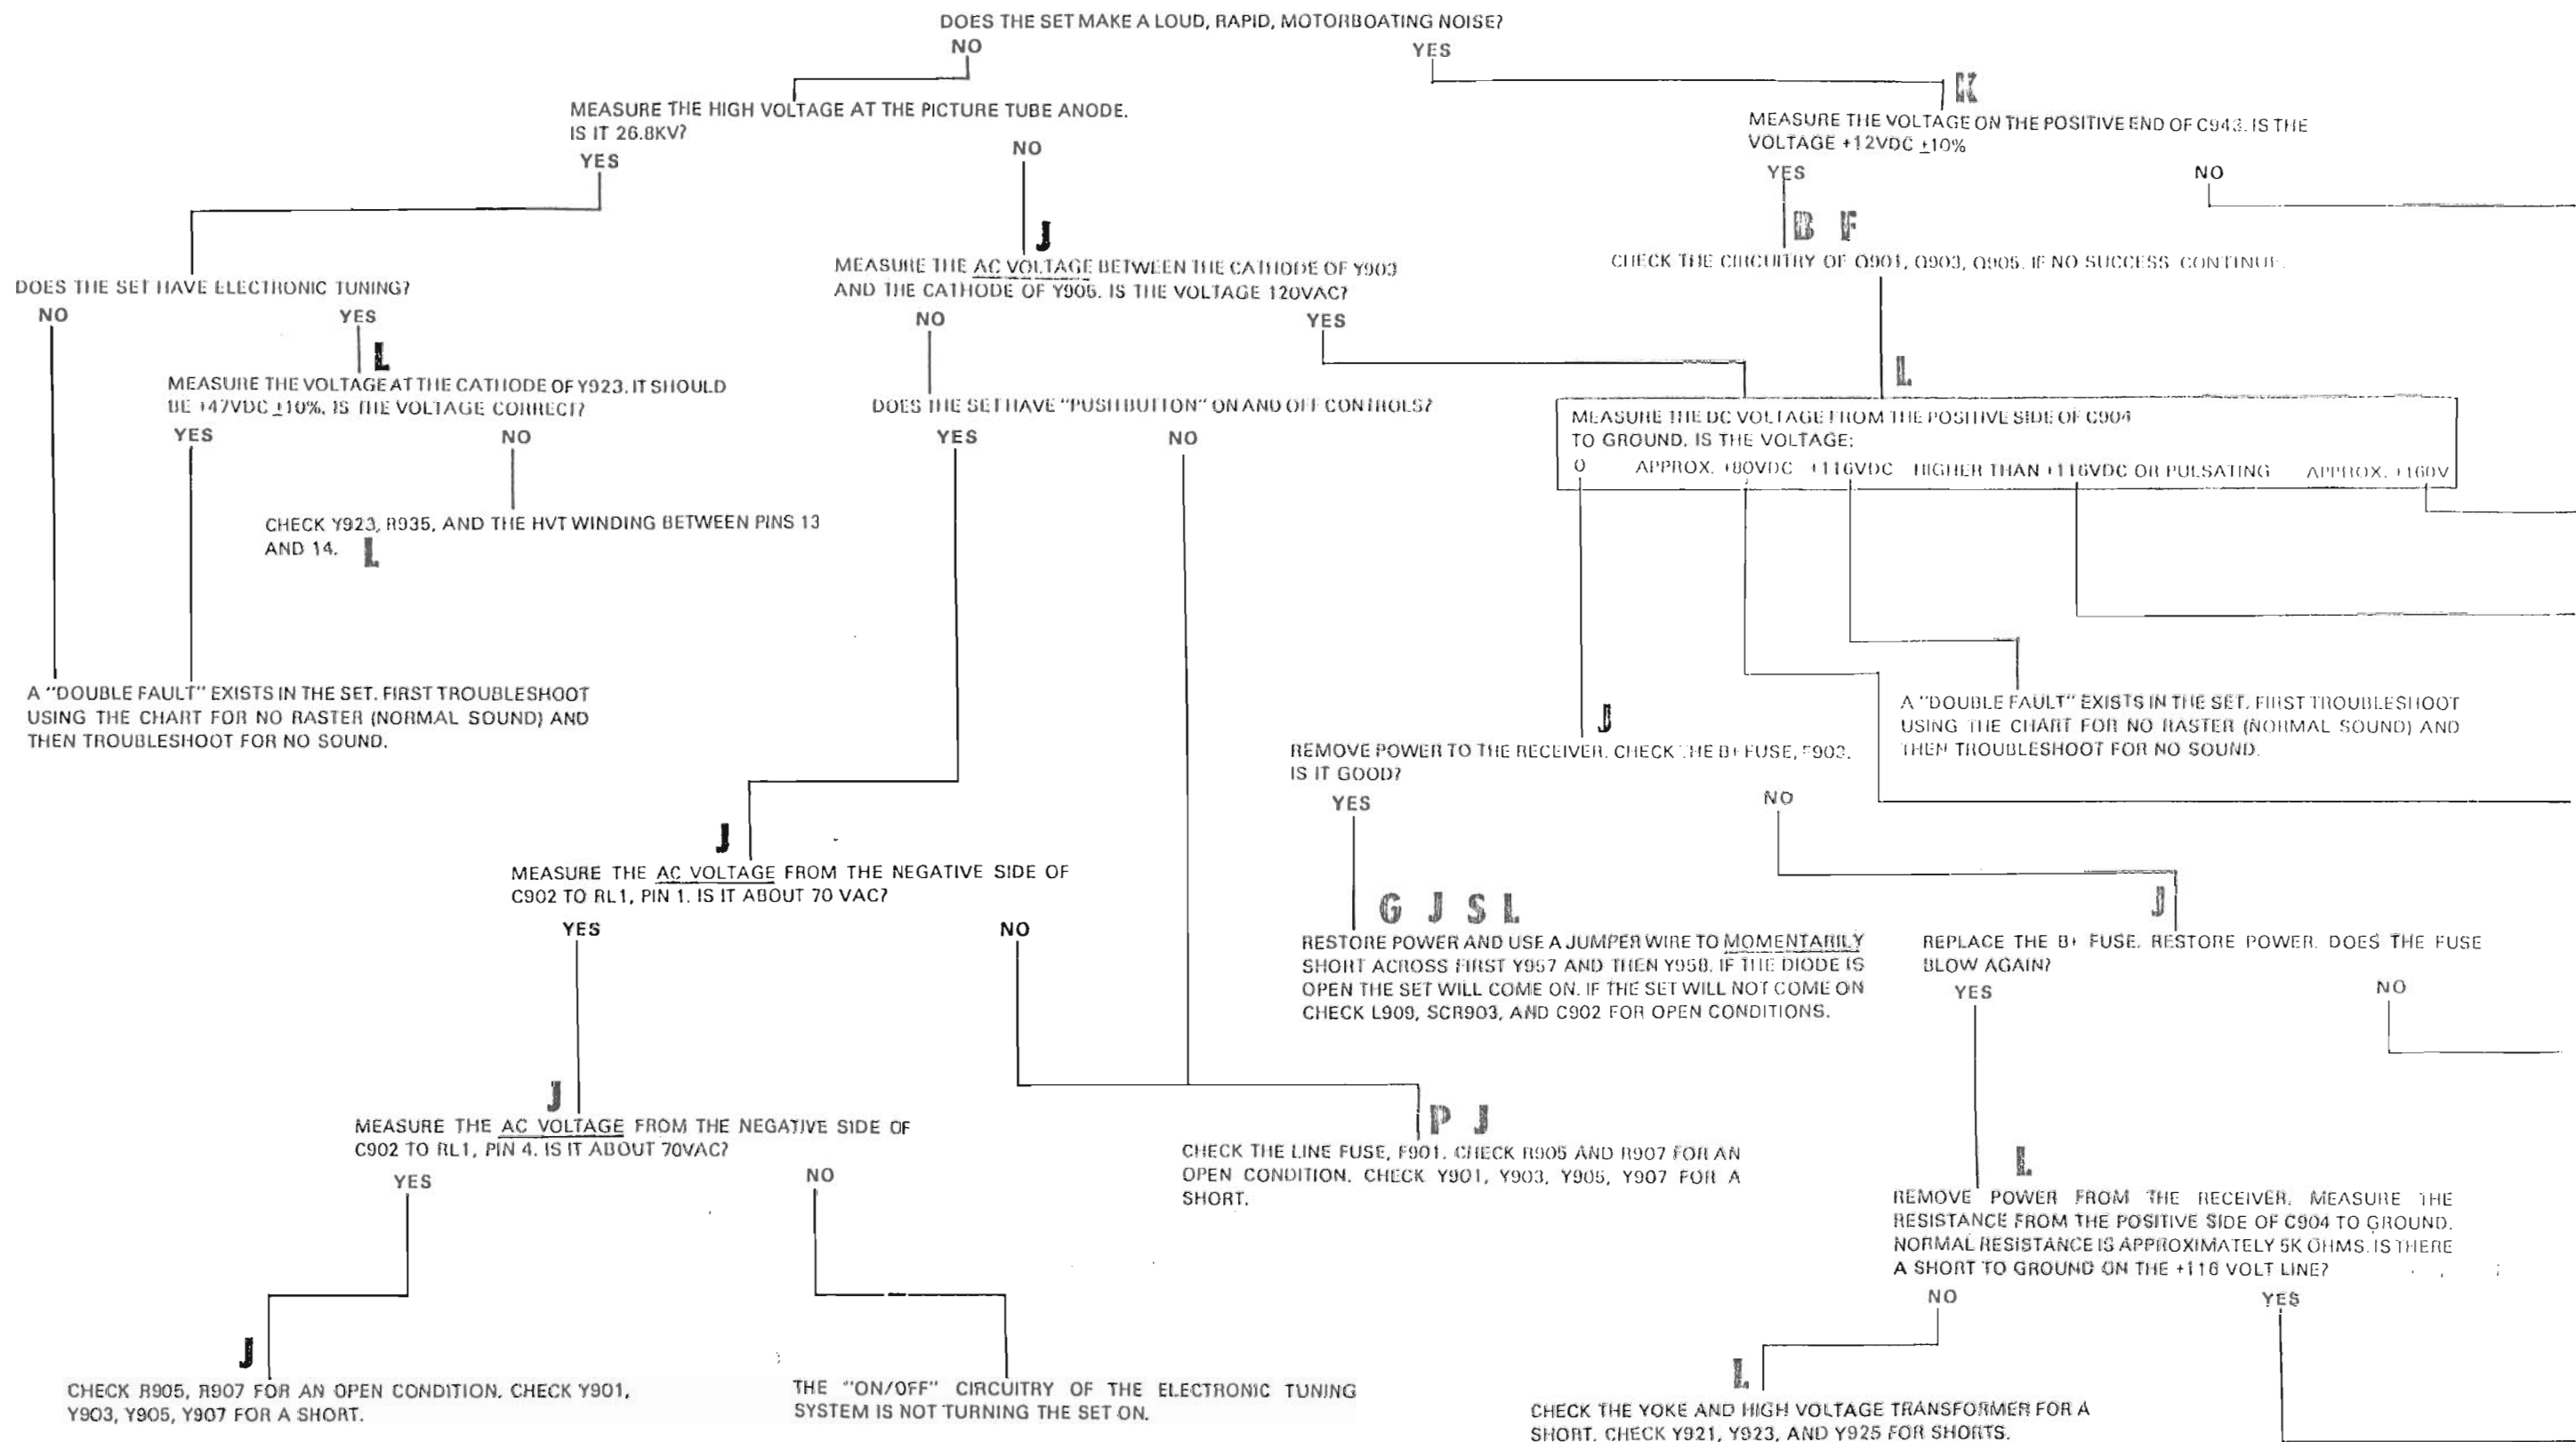 DOES THE SET MAKE A LOUD, RAPID, MOTORBOATING NOISE?
NO
YES
K
MEASURE THE HIGH VOLTAGE AT THE PICTURE TUBE ANODE.
IS IT 26.8KV?
YES
NO
MEASURE THE VOLTAGE ON THE POSITIVE END OF C943. IS THE
VOLTAGE +12VDC ±10%
YES
NO
J
B F
DOES THE SET HAVE ELECTRONIC TUNING?
NO
YES
MEASURE THE AC VOLTAGE BETWEEN THE CATHODE OF Y903
AND THE CATHODE OF Y905. IS THE VOLTAGE 120VAC?
NO
YES
CHECK THE CIRCUITRY OF Q901, Q903, Q905. IF NO SUCCESS CONTINUE.
L
MEASURE THE VOLTAGE AT THE CATHODE OF Y923. IT SHOULD
BE +47VDC ±10%. IS THE VOLTAGE CORRECT?
YES
NO
DOES THE SET HAVE "PUSH BUTTON" ON AND OFF CONTROLS?
YES
NO
L
MEASURE THE DC VOLTAGE FROM THE POSITIVE SIDE OF C904
TO GROUND. IS THE VOLTAGE:
0 APPROX. +80VDC +116VDC HIGHER THAN +116VDC OR PULSATING APPROX. +160V
CHECK Y923, R935, AND THE HVT WINDING BETWEEN PINS 13
AND 14. L
A "DOUBLE FAULT" EXISTS IN THE SET. FIRST TROUBLESHOOT
USING THE CHART FOR NO RASTER (NORMAL SOUND) AND
THEN TROUBLESHOOT FOR NO SOUND.
J
REMOVE POWER TO THE RECEIVER. CHECK THE B+ FUSE, F903.
IS IT GOOD?
YES
NO
A "DOUBLE FAULT" EXISTS IN THE SET. FIRST TROUBLESHOOT
USING THE CHART FOR NO RASTER (NORMAL SOUND) AND
THEN TROUBLESHOOT FOR NO SOUND.
J
MEASURE THE AC VOLTAGE FROM THE NEGATIVE SIDE OF
C902 TO RL1, PIN 1. IS IT ABOUT 70 VAC?
YES
NO
G J S L
RESTORE POWER AND USE A JUMPER WIRE TO MOMENTARILY
SHORT ACROSS FIRST Y957 AND THEN Y958. IF THE DIODE IS
OPEN THE SET WILL COME ON. IF THE SET WILL NOT COME ON
CHECK L909, SCR903, AND C902 FOR OPEN CONDITIONS.
J
REPLACE THE B+ FUSE. RESTORE POWER. DOES THE FUSE
BLOW AGAIN?
YES
NO
J
MEASURE THE AC VOLTAGE FROM THE NEGATIVE SIDE OF
C902 TO RL1, PIN 4. IS IT ABOUT 70VAC?
YES
NO
P J
CHECK THE LINE FUSE, F901. CHECK R905 AND R907 FOR AN
OPEN CONDITION. CHECK Y901, Y903, Y905, Y907 FOR A
SHORT.
L
REMOVE POWER FROM THE RECEIVER. MEASURE THE
RESISTANCE FROM THE POSITIVE SIDE OF C904 TO GROUND.
NORMAL RESISTANCE IS APPROXIMATELY 5K OHMS. IS THERE
A SHORT TO GROUND ON THE +116 VOLT LINE?
NO
YES
J
CHECK R905, R907 FOR AN OPEN CONDITION. CHECK Y901,
Y903, Y905, Y907 FOR A SHORT.
THE "ON/OFF" CIRCUITRY OF THE ELECTRONIC TUNING
SYSTEM IS NOT TURNING THE SET ON.
L
CHECK THE YOKE AND HIGH VOLTAGE TRANSFORMER FOR A
SHORT. CHECK Y921, Y923, AND Y925 FOR SHORTS.